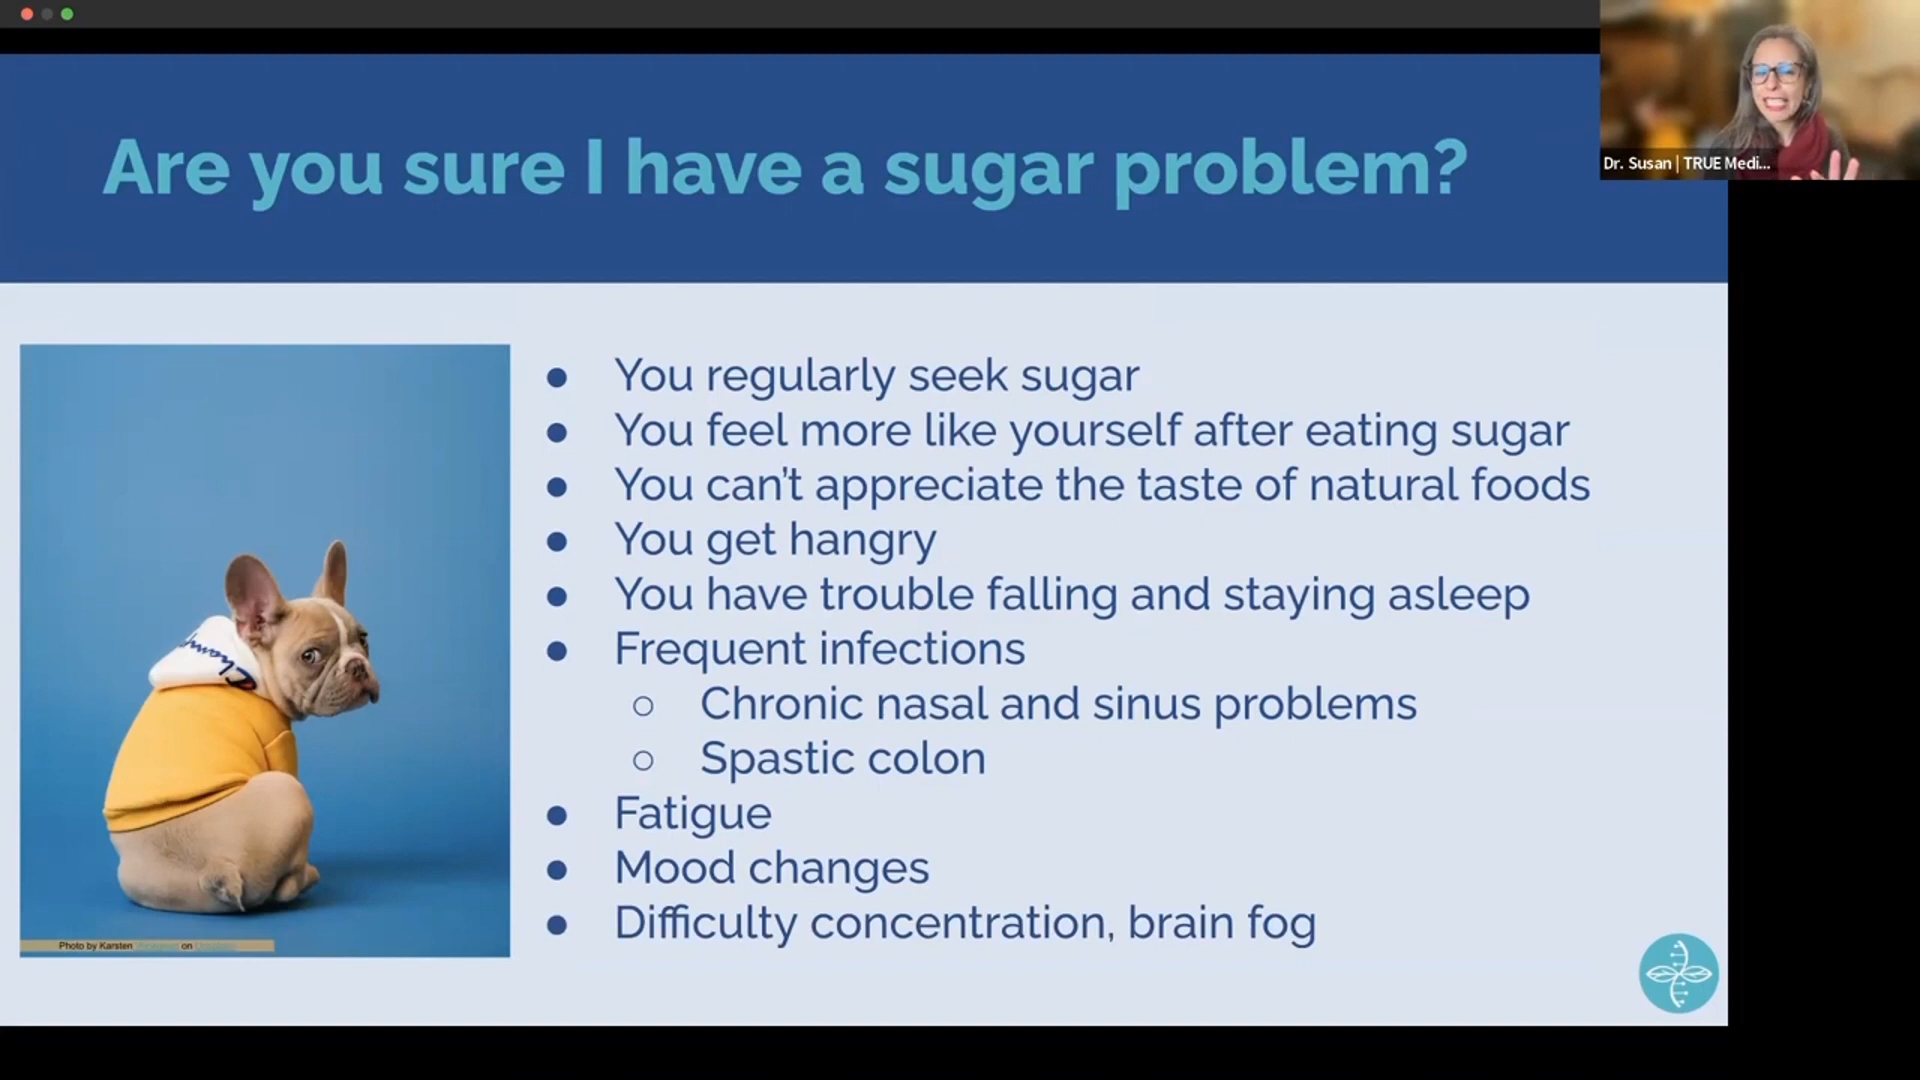 Are you sure I have a sugar problem?
Dr. Susan | TRUE Medi...
● You regularly seek sugar
● You feel more like yourself after eating sugar
● You can't appreciate the taste of natural foods
● You get hangry
● You have trouble falling and staying asleep
● Frequent infections
○ Chronic nasal and sinus problems
○ Spastic colon
● Fatigue
● Mood changes
● Difficulty concentration, brain fog
Champ
Photo by Karsten on